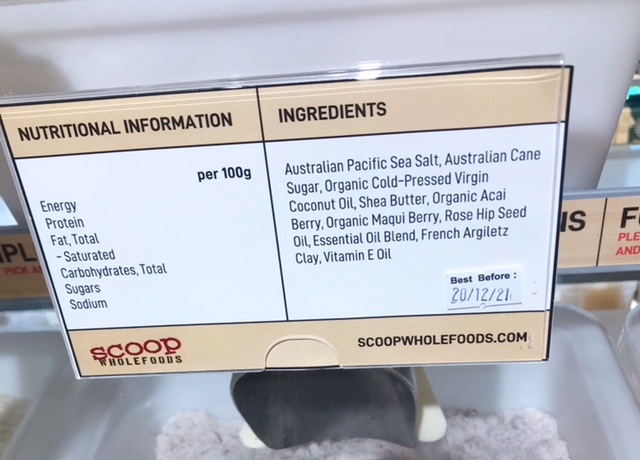 NUTRITIONAL INFORMATION
per 100g
Energy
Protein
Fat, Total
- Saturated
Carbohydrates, Total
Sugars
Sodium
INGREDIENTS
Australian Pacific Sea Salt, Australian Cane
Sugar, Organic Cold-Pressed Virgin
Coconut Oil, Shea Butter, Organic Acai
Berry, Organic Maqui Berry, Rose Hip Seed
Oil, Essential Oil Blend, French Argiletz
Clay, Vitamin E Oil
Best Before :
20/12/21
scoop
WHOLEFOODS
SCOOPWHOLEFOODS.COM
PICK
AND